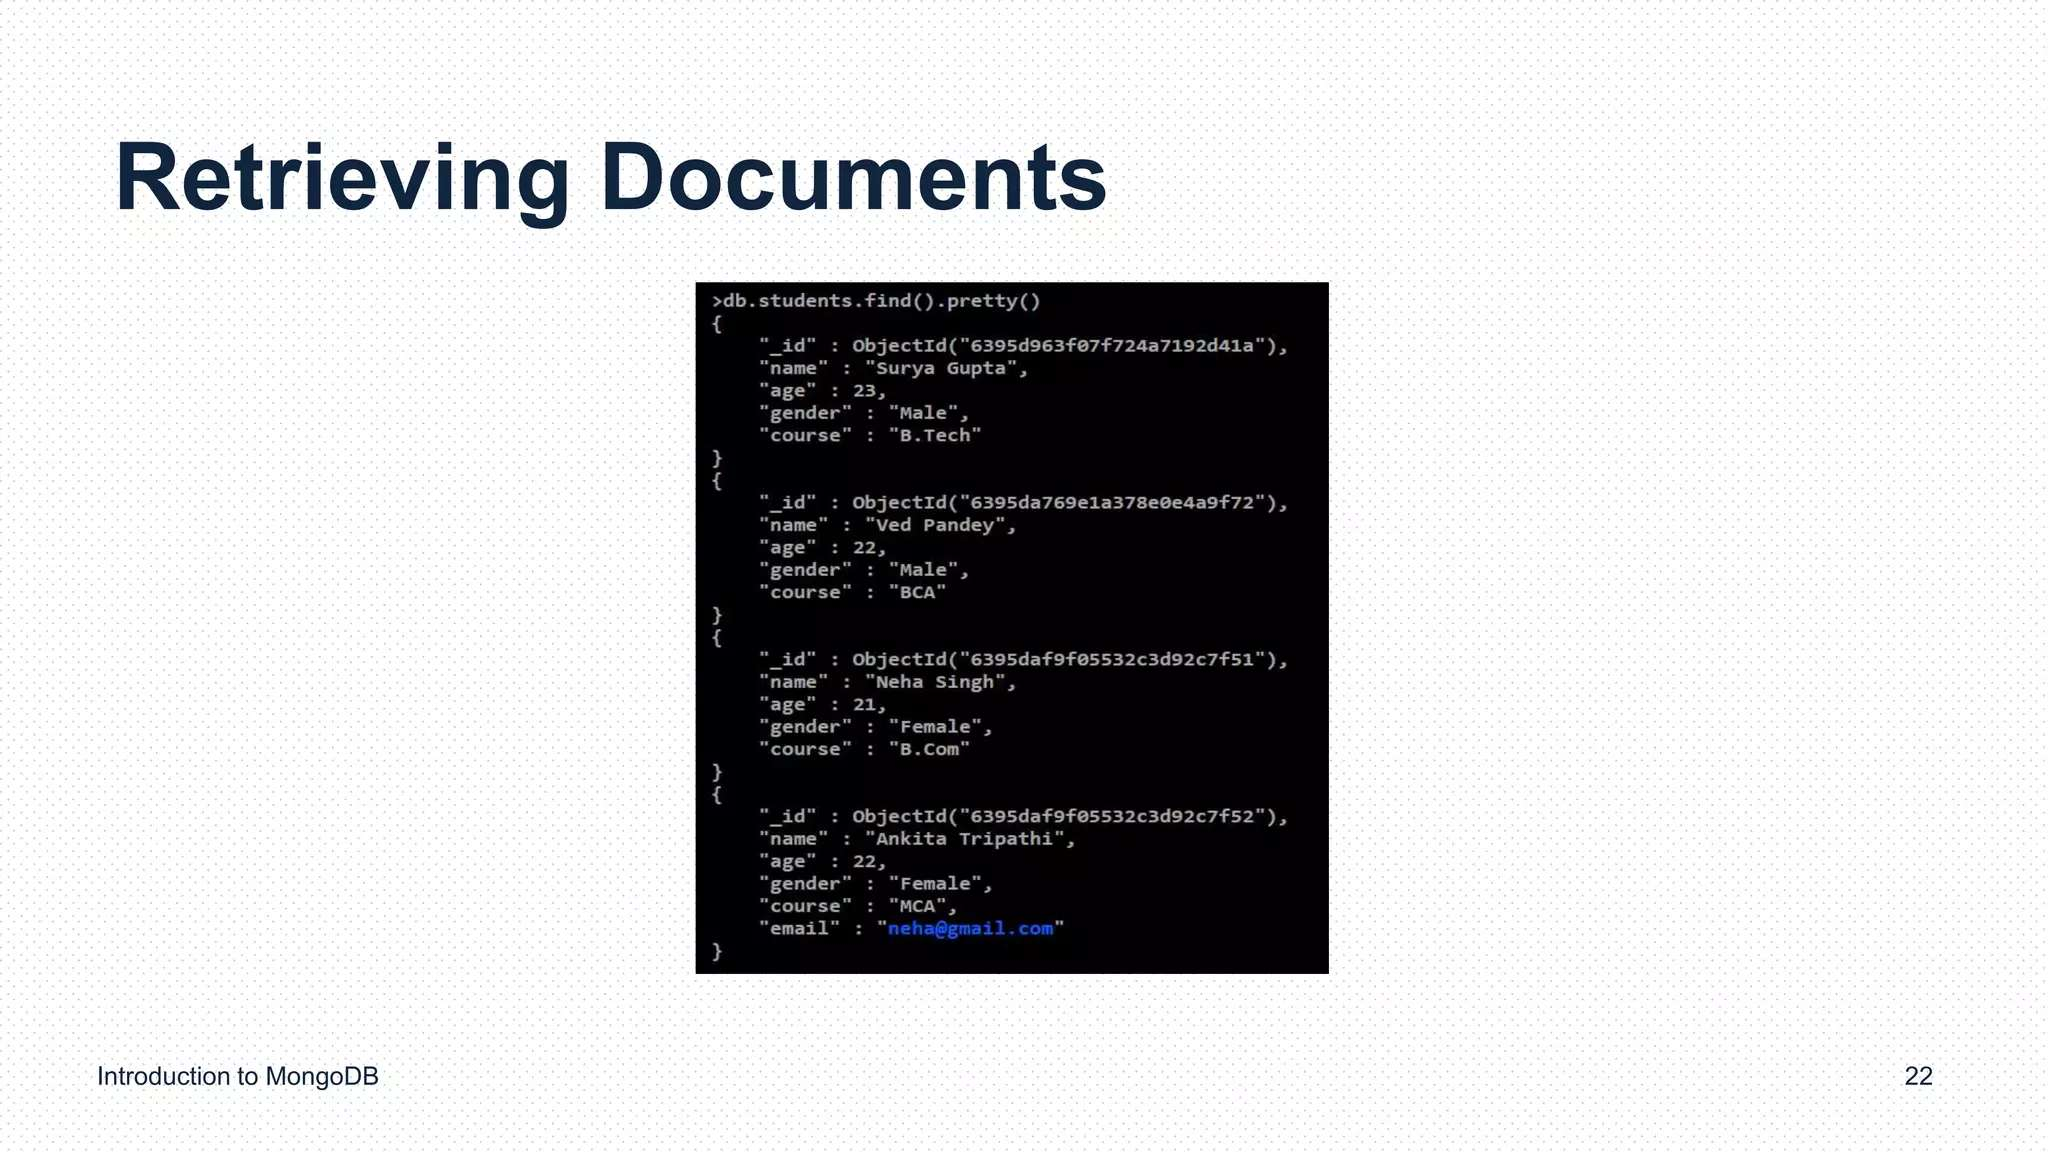 Retrieving Documents
>db.students.find().pretty()
{
"_id" : ObjectId("6395d963f07f724a7192d41a"),
"name" : "Surya Gupta",
"age" : 23,
"gender" : "Male",
"course" : "B.Tech"
}
{
"_id" : ObjectId("6395da769e1a378e0e4a9f72"),
"name" : "Ved Pandey",
"age" : 22,
"gender" : "Male",
"course" : "BCA"
}
{
"_id" : ObjectId("6395daf9f05532c3d92c7f51"),
"name" : "Neha Singh",
"age" : 21,
"gender" : "Female",
"course" : "B.Com"
}
{
"_id" : ObjectId("6395daf9f05532c3d92c7f52"),
"name" : "Ankita Tripathi",
"age" : 22,
"gender" : "Female",
"course" : "MCA",
"email" : "neha@gmail.com"
}
Introduction to MongoDB
22